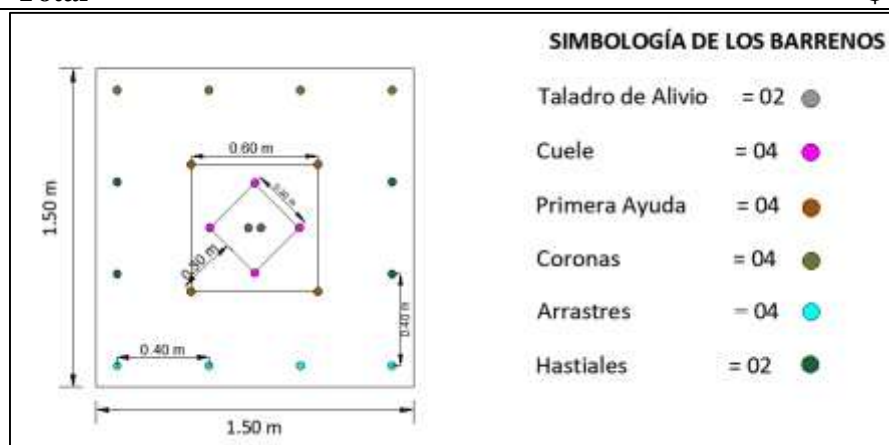 Total $
SIMBOLOGÍA DE LOS BARRENOS
Taladro de Alivio = 02
Cuele = 04
Primera Ayuda = 04
Coronas = 04
Arrastres = 04
Hastiales = 02
0.60 m
1.50 m
0.30 m
0.40 m
0.40 m
1.50 m